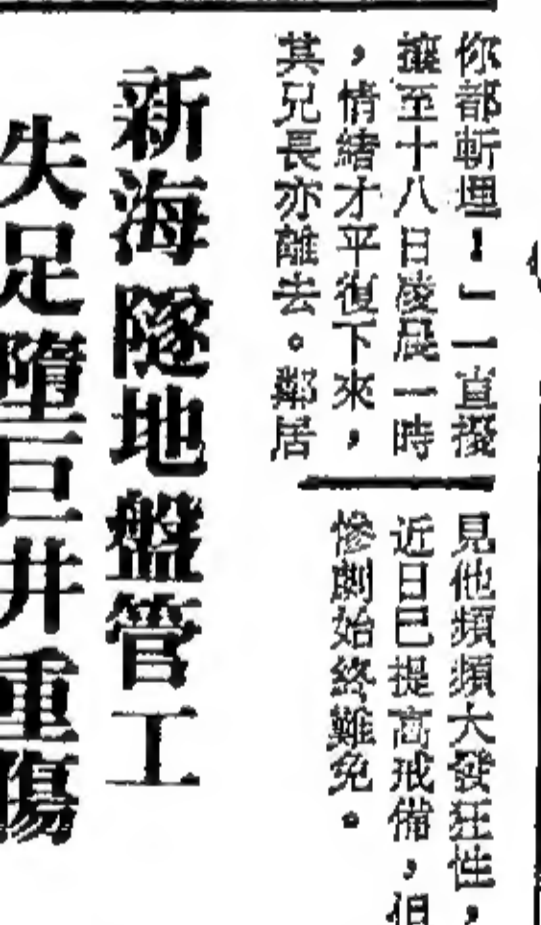 你都斬埋！」一直擾
攘至十八日凌晨一時
，情緒才平復下來，
其兄長亦離去。鄰居
見他頻頻大發狂性，
近日已提高戒備，但
慘劇始終難免。
新海隧地盤管工
失足墮巨井重傷